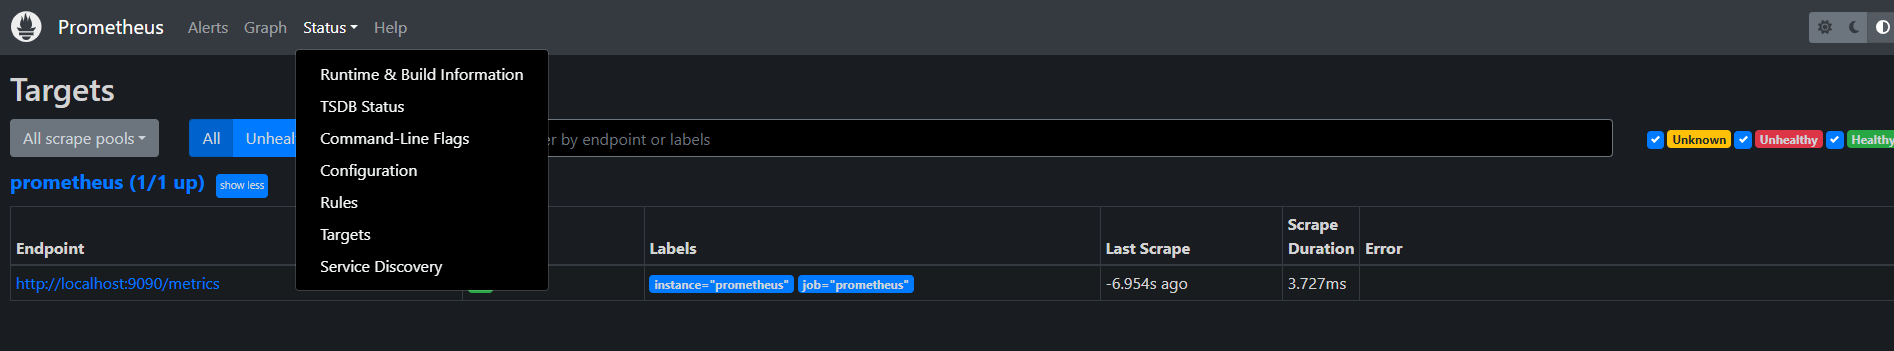 Prometheus Alerts Graph Status Help
Runtime & Build Information
TSDB Status
Command-Line Flags
Configuration
Rules
Targets
Service Discovery
Targets
All scrape pools All by endpoint or labels Unknown Unhealthy Healthy
prometheus (1/1 up) show less
Endpoint Labels Last Scrape Scrape Duration Error
http://localhost:9090/metrics instance="prometheus" job="prometheus" -6.954s ago 3.727ms